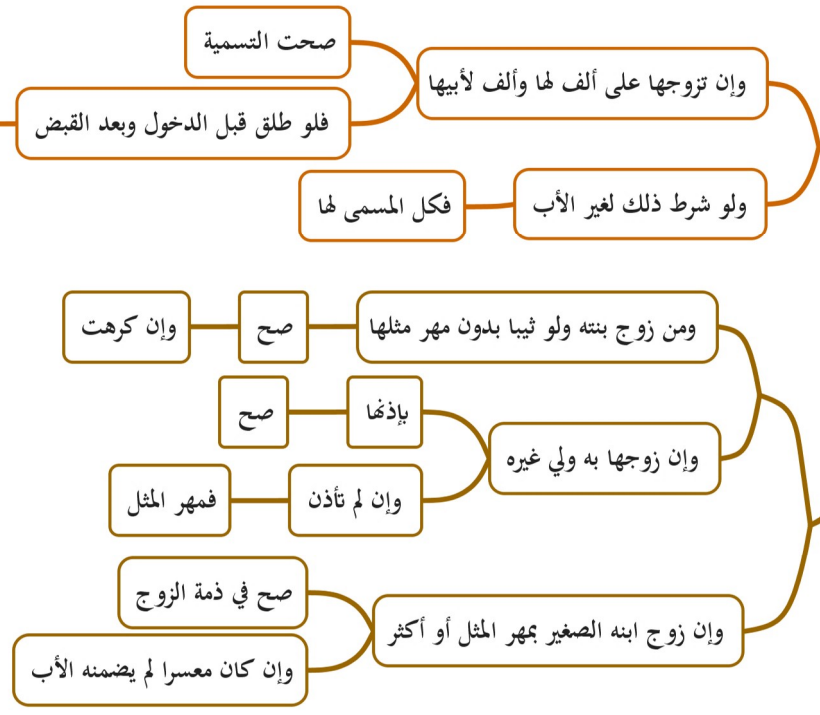 وإن تزوجها على ألف لها وألف لأبيها
صحت التسمية
فلو طلق قبل الدخول وبعد القبض
ولو شرط ذلك لغير الأب
فكل المسمى لها
ومن زوج بنته ولو ثيبا بدون مهر مثلها
صح
وإن كرهت
وإن زوجها به ولي غيره
بإذنها
صح
وإن لم تأذن
فمهر المثل
وإن زوج ابنه الصغير بمهر المثل أو أكثر
صح في ذمة الزوج
وإن كان معسرا لم يضمنه الأب